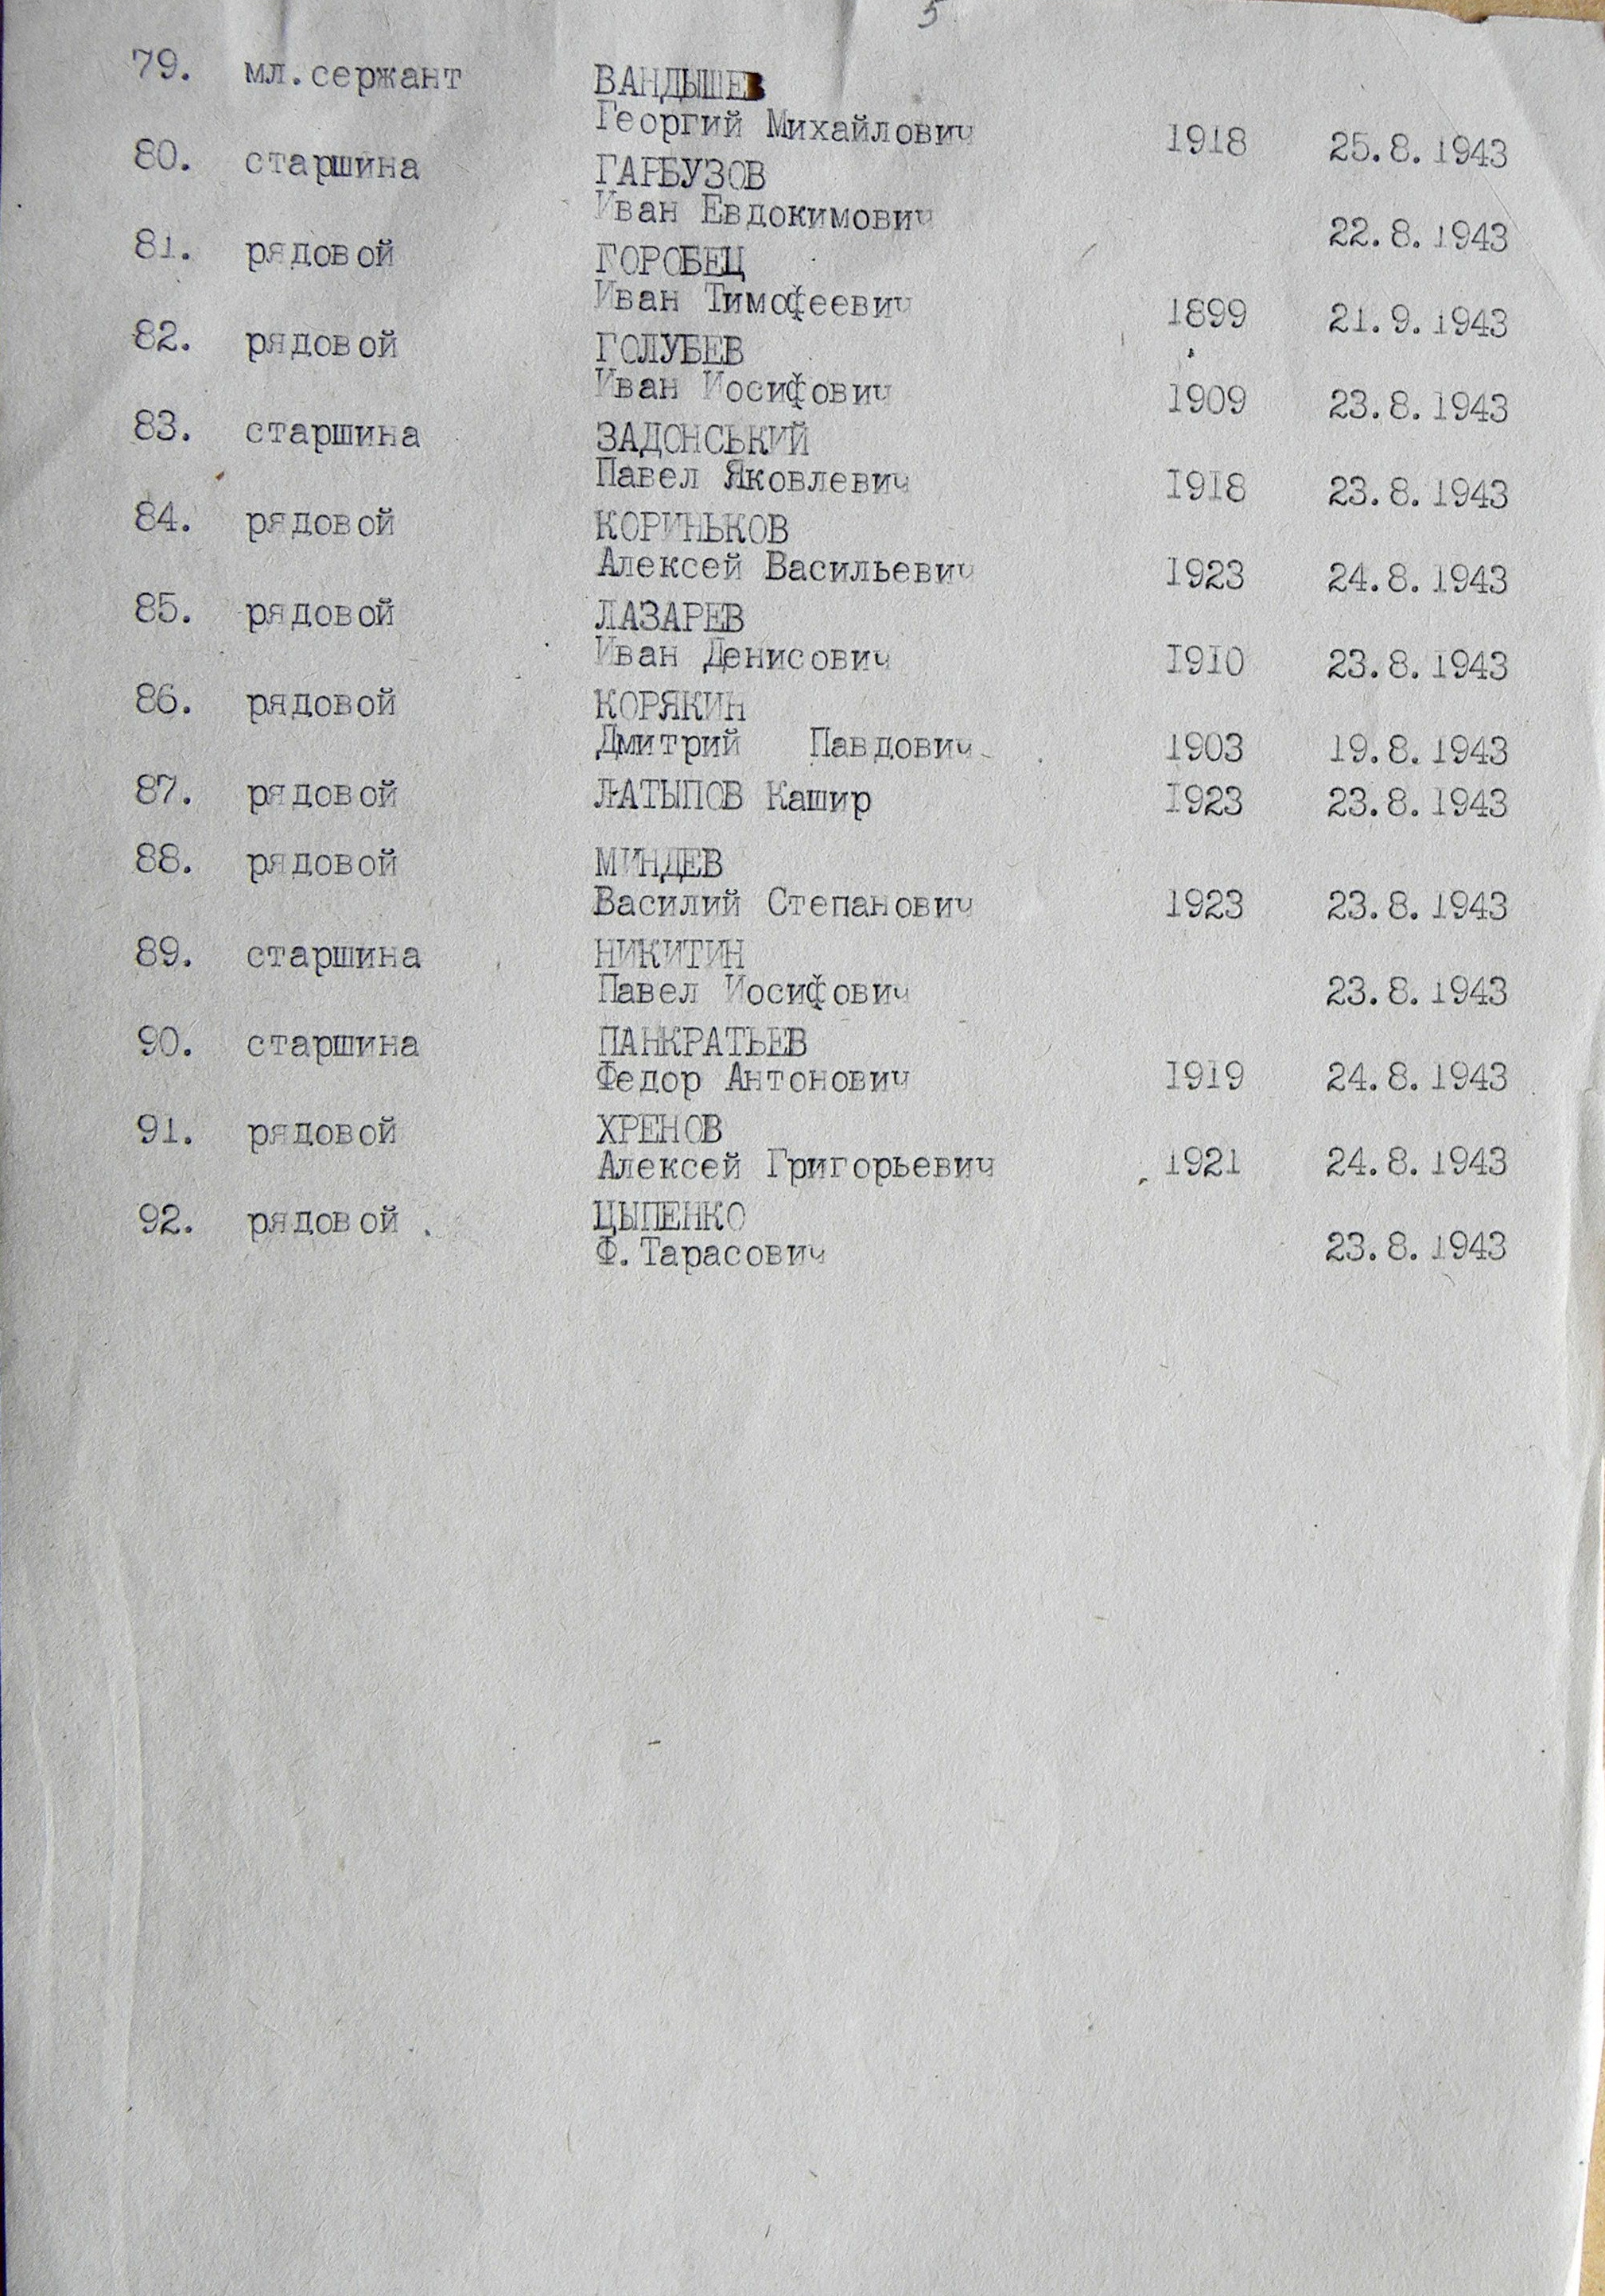 5
79. мл.сержант ВАНДЫШЕВ
Георгий Михайлович 1918 25.8.1943
80. старшина ГАРБУЗОВ
Иван Евдокимович 22.8.1943
81. рядовой ГОРОБЕЦ
Иван Тимофеевич 1899 21.9.1943
82. рядовой ГОЛУБЕВ
Иван Иосифович 1909 23.8.1943
83. старшина ЗАДОНСЬКИЙ
Павел Яковлевич 1918 23.8.1943
84. рядовой КОРИНЬКОВ
Алексей Васильевич 1923 24.8.1943
85. рядовой ЛАЗАРЕВ
Иван Денисович 1910 23.8.1943
86. рядовой КОРЯКИН
Дмитрий Павдович 1903 19.8.1943
87. рядовой ЛАТЫПОВ Кашир 1923 23.8.1943
88. рядовой МИНДЕВ
Василий Степанович 1923 23.8.1943
89. старшина НИКИТИН
Павел Иосифович 23.8.1943
90. старшина ПАНКРАТЬЕВ
Федор Антонович 1919 24.8.1943
91. рядовой ХРЕНОВ
Алексей Григорьевич 1921 24.8.1943
92. рядовой ЦЫПЕНКО
Ф.Тарасович 23.8.1943